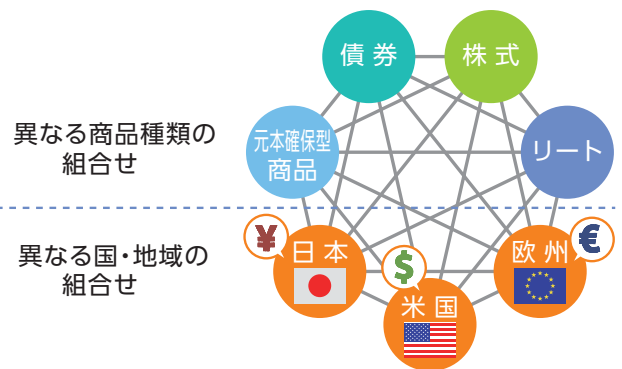 債券
株式
異なる商品種類の
組合せ
元本確保型
商品
リート
異なる国・地域の
組合せ
¥
日本
$
米国
欧州
€